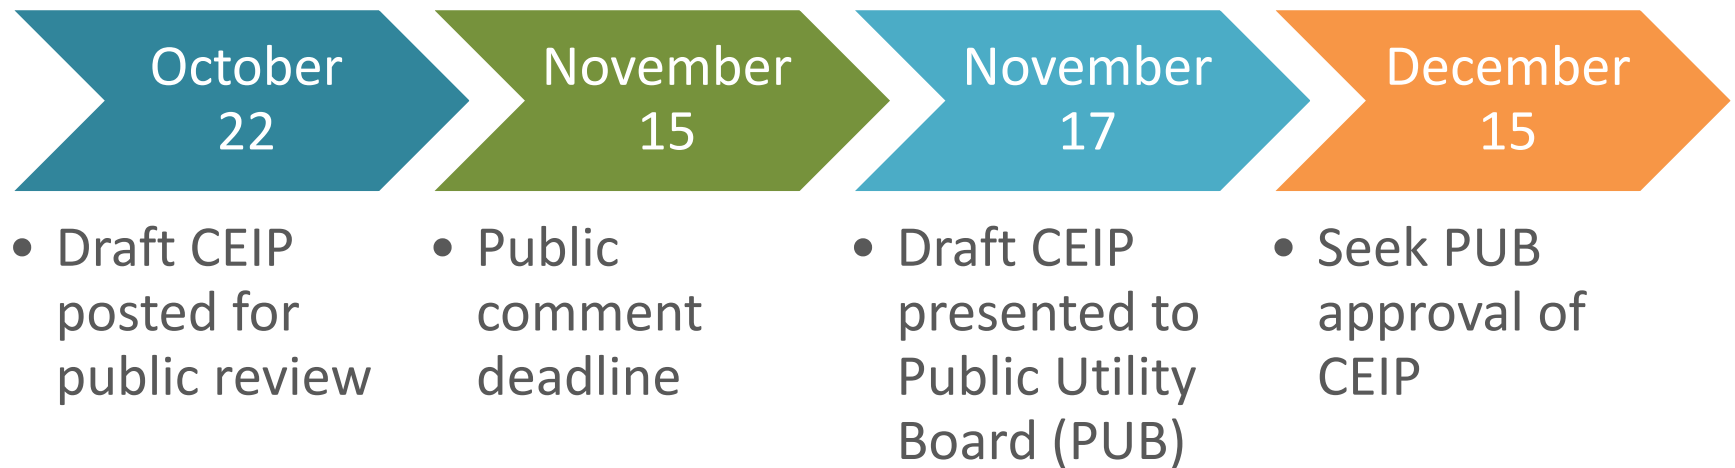 October
22
• Draft CEIP
posted for
public review
November
15
• Public
comment
deadline
November
17
• Draft CEIP
presented to
Public Utility
Board (PUB)
December
15
• Seek PUB
approval of
CEIP